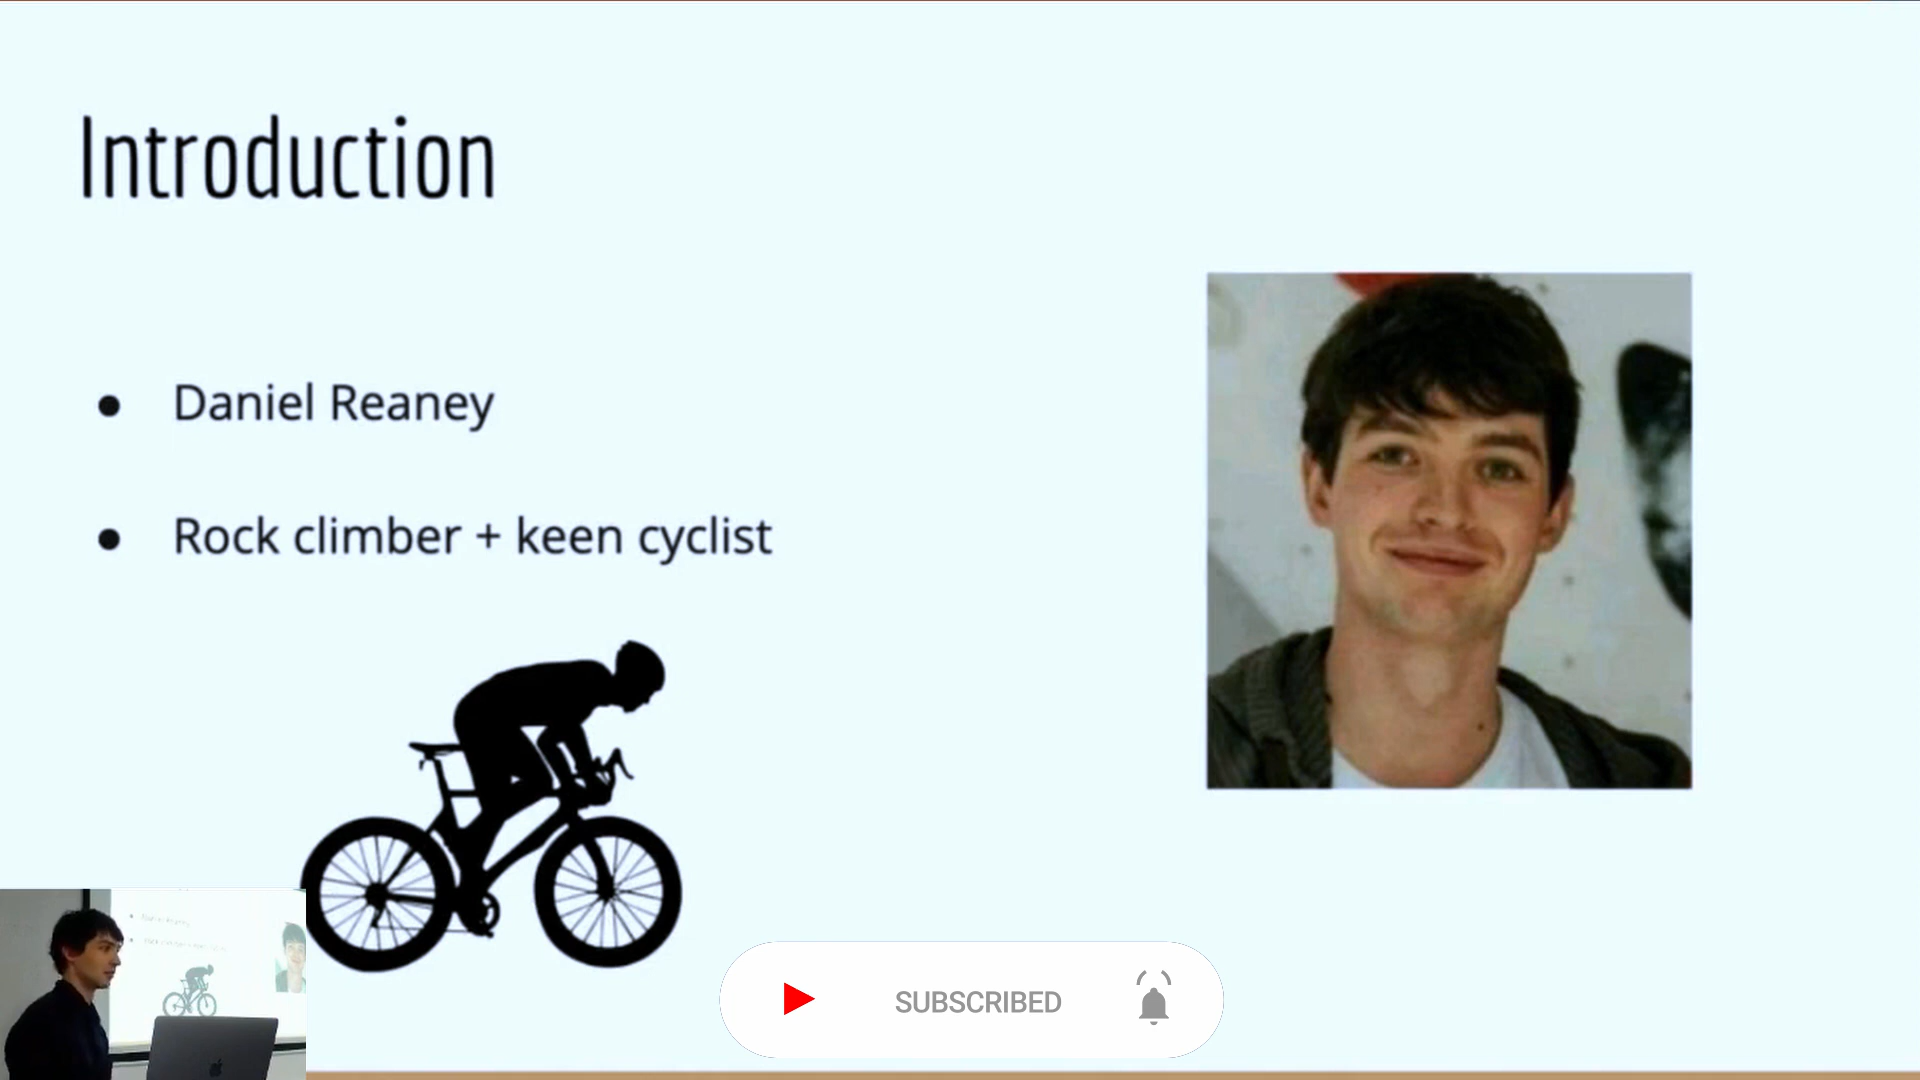 Introduction
Daniel Reaney
Rock climber + keen cyclist
SUBSCRIBED